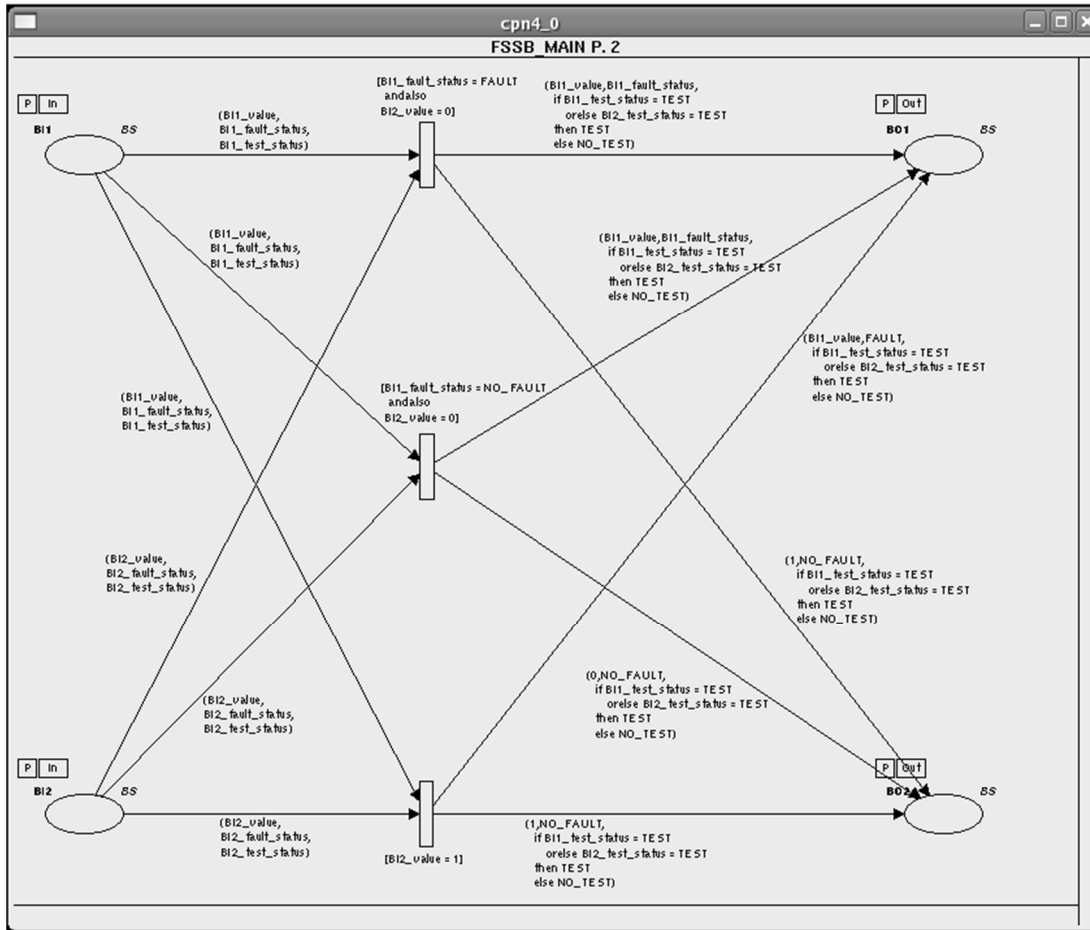 cpn4_0
FSSB_MAIN P. 2
[BI1_fault_status = FAULT
andalso
BI2_value = 0]
(BI1_value,BI1_fault_status,
if BI1_test_status = TEST
orelse BI2_test_status = TEST
then TEST
else NO_TEST)
P In
BI1
BS
(BI1_value,
BI1_fault_status,
BI1_test_status)
P Out
BO1
BS
(BI1_value,
BI1_fault_status,
BI1_test_status)
(BI1_value,BI1_fault_status,
if BI1_test_status = TEST
orelse BI2_test_status = TEST
then TEST
else NO_TEST)
(BI1_value,FAULT,
if BI1_test_status = TEST
orelse BI2_test_status = TEST
then TEST
else NO_TEST)
[BI1_fault_status = NO_FAULT
andalso
BI2_value = 0]
(BI1_value,
BI1_fault_status,
BI1_test_status)
(BI2_value,
BI2_fault_status,
BI2_test_status)
(1,NO_FAULT,
if BI1_test_status = TEST
orelse BI2_test_status = TEST
then TEST
else NO_TEST)
(0,NO_FAULT,
if BI1_test_status = TEST
orelse BI2_test_status = TEST
then TEST
else NO_TEST)
(BI2_value,
BI2_fault_status,
BI2_test_status)
P In
BI2
BS
P Out
BO2
BS
(BI2_value,
BI2_fault_status,
BI2_test_status)
[BI2_value = 1]
(1,NO_FAULT,
if BI1_test_status = TEST
orelse BI2_test_status = TEST
then TEST
else NO_TEST)